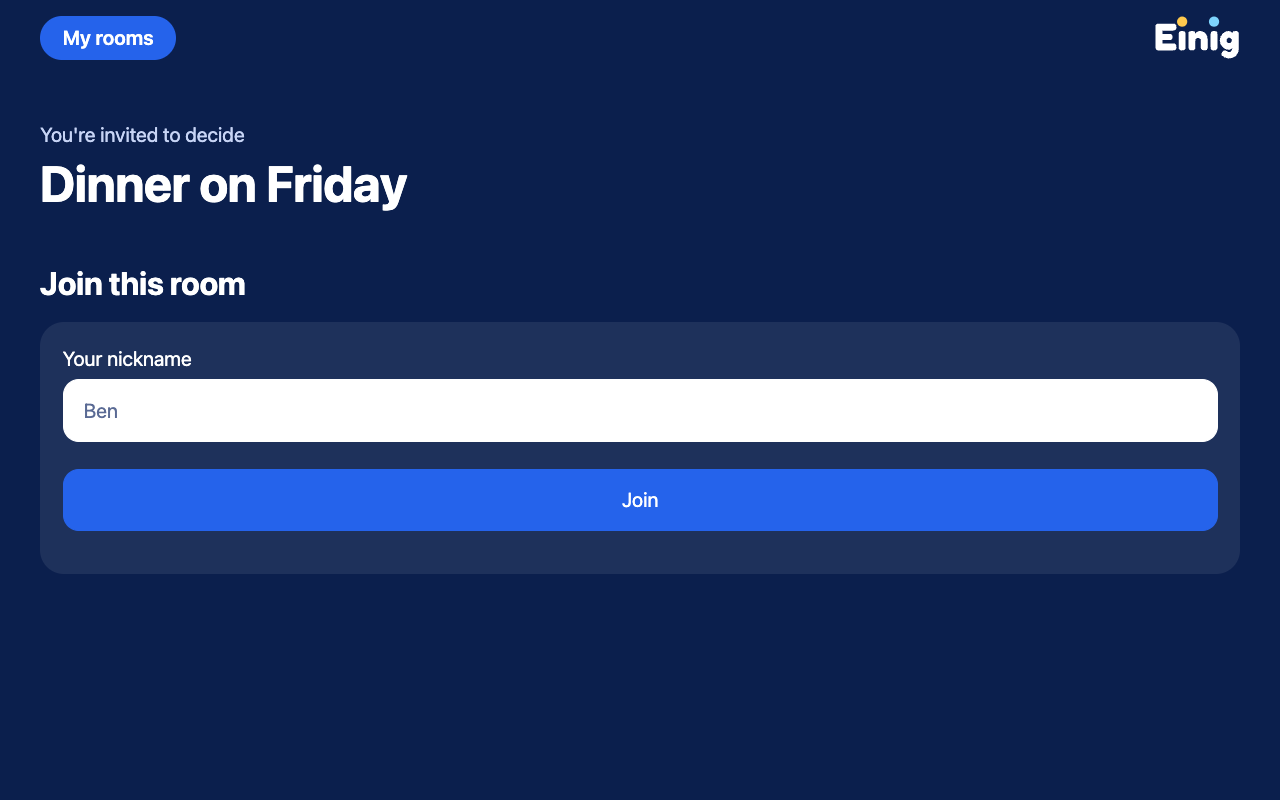 My rooms
Einig
You're invited to decide
Dinner on Friday
Join this room
Your nickname
Ben
Join